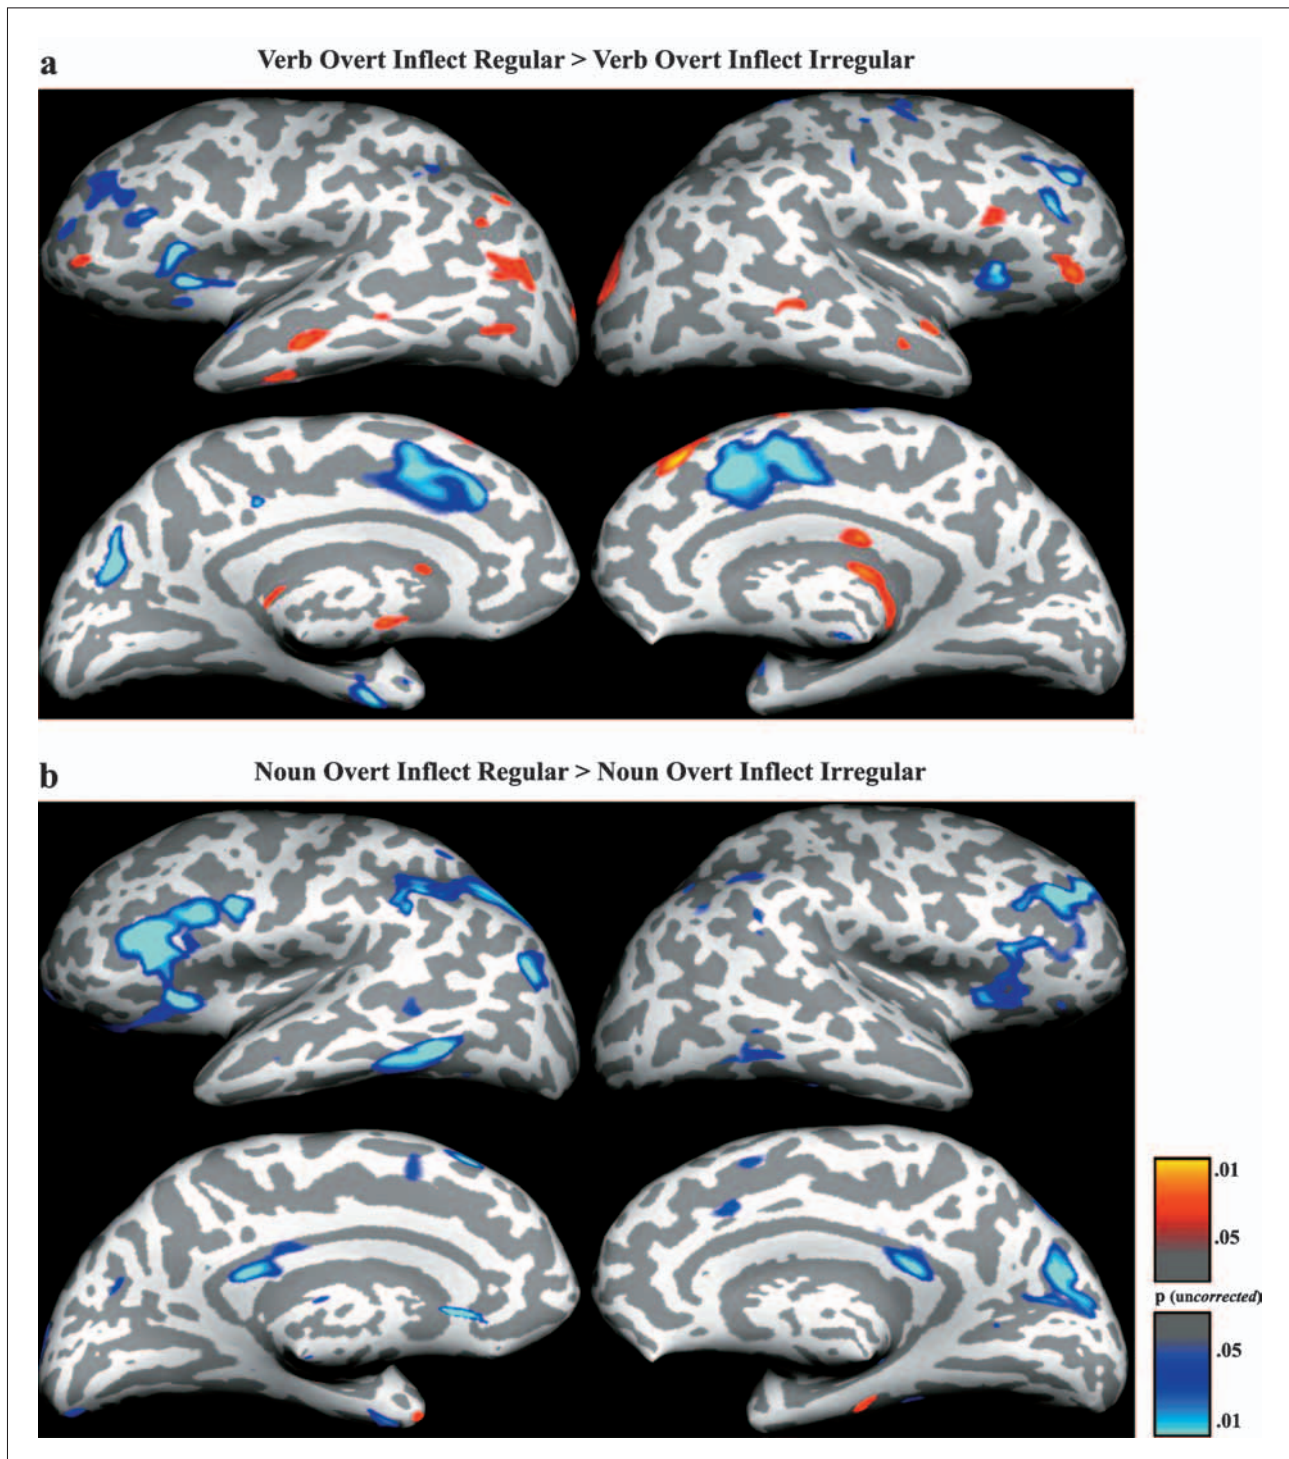 a
Verb Overt Inflect Regular > Verb Overt Inflect Irregular
b
Noun Overt Inflect Regular > Noun Overt Inflect Irregular
.01
.05
p (uncorrected)
.05
.01